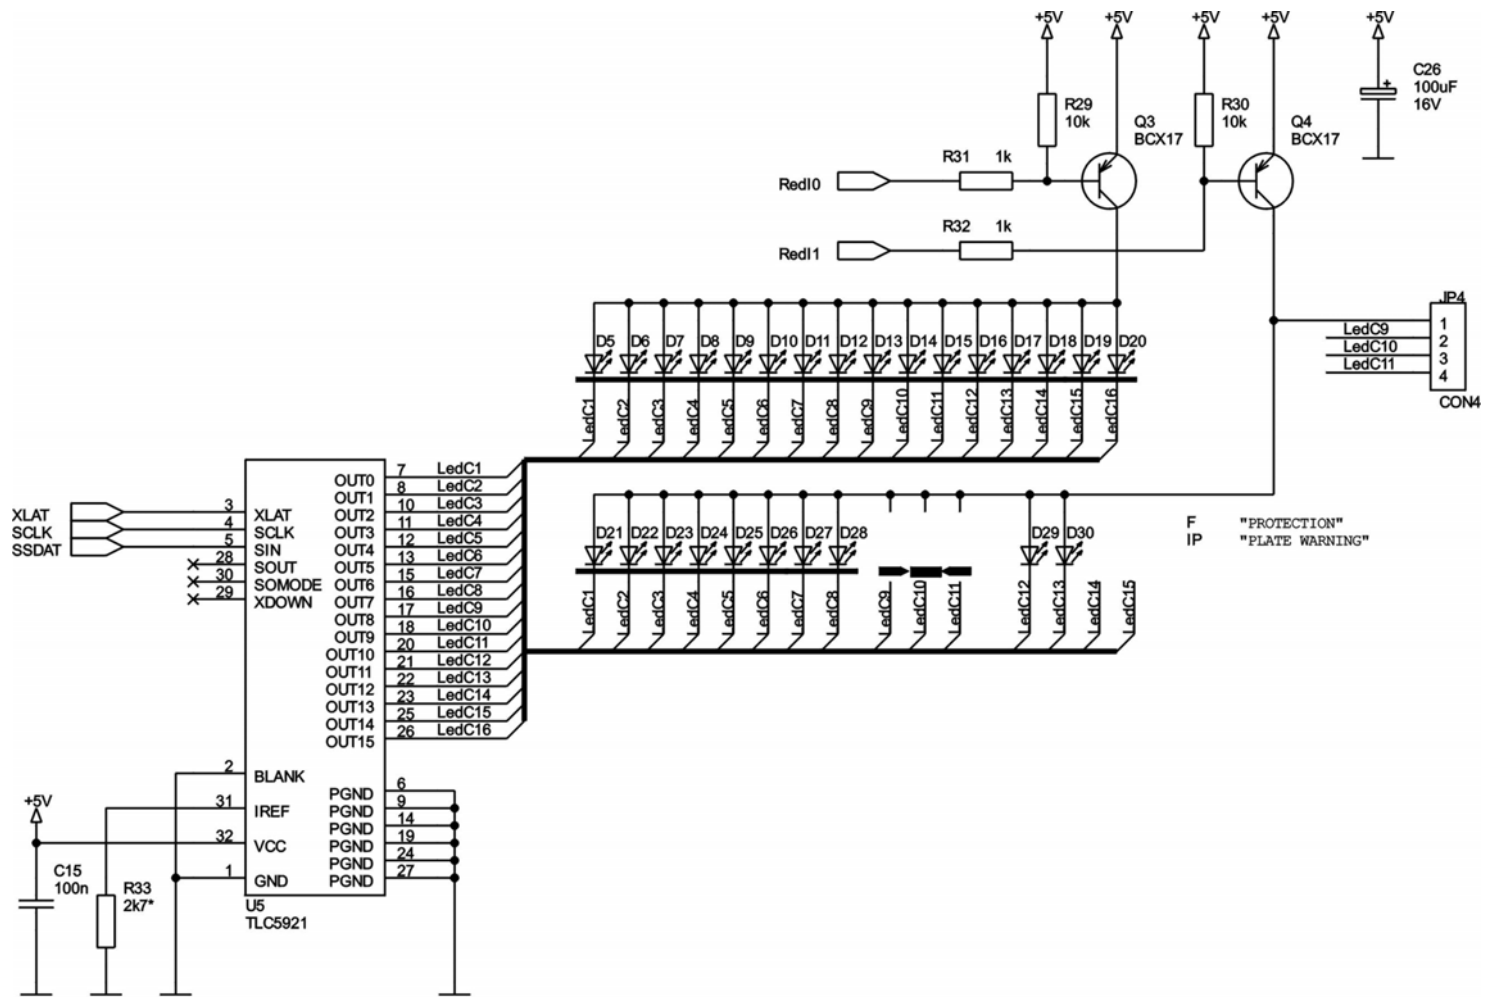 +5V +5V +5V +5V +5V
C26
100uF
16V
+
R29
10k
Q3
BCX17
R30
10k
Q4
BCX17
R31 1k
RedI0
R32 1k
RedI1
JP4
1
2
3
4
CON4
LedC9
LedC10
LedC11
D5 D6 D7 D8 D9 D10 D11 D12 D13 D14 D15 D16 D17 D18 D19 D20
LedC1 LedC2 LedC3 LedC4 LedC5 LedC6 LedC7 LedC8 LedC9 LedC10 LedC11 LedC12 LedC13 LedC14 LedC15 LedC16
D21 D22 D23 D24 D25 D26 D27 D28 D29 D30
LedC1 LedC2 LedC3 LedC4 LedC5 LedC6 LedC7 LedC8 LedC9 LedC10 LedC11 LedC12 LedC13 LedC14 LedC15
F "PROTECTION"
IP "PLATE WARNING"
XLAT 3 XLAT
SCLK 4 SCLK
SSDAT 5 SIN
28 SOUT
30 SOMODE
29 XDOWN
2 BLANK
31 IREF
32 VCC
1 GND
OUT0 7 LedC1
OUT1 8 LedC2
OUT2 10 LedC3
OUT3 11 LedC4
OUT4 12 LedC5
OUT5 13 LedC6
OUT6 15 LedC7
OUT7 16 LedC8
OUT8 17 LedC9
OUT9 18 LedC10
OUT10 20 LedC11
OUT11 21 LedC12
OUT12 22 LedC13
OUT13 23 LedC14
OUT14 25 LedC15
OUT15 26 LedC16
PGND 6
PGND 9
PGND 14
PGND 19
PGND 24
PGND 27
U5
TLC5921
+5V
C15
100n
R33
2k7*